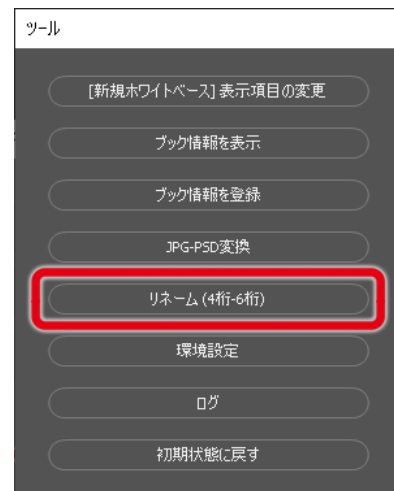 ツール
[新規ホワイトベース] 表示項目の変更
ブック情報を表示
ブック情報を登録
JPG-PSD変換
リネーム (4桁-6桁)
環境設定
ログ
初期状態に戻す